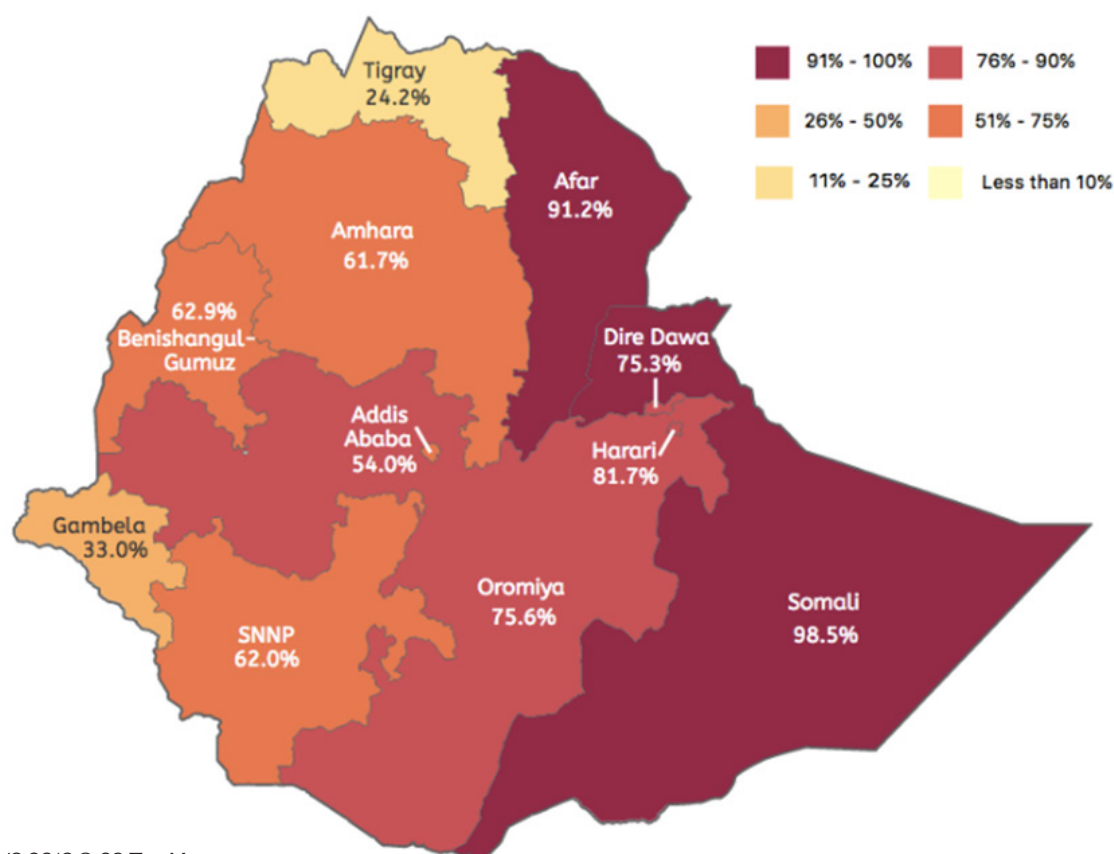 Tigray
24.2%
91% - 100%
76% - 90%
26% - 50%
51% - 75%
11% - 25%
Less than 10%
Afar
91.2%
Amhara
61.7%
62.9%
Benishangul-
Gumuz
Dire Dawa
75.3%
Addis
Ababa
54.0%
Harari
81.7%
Gambela
33.0%
Oromiya
75.6%
Somali
98.5%
SNNP
62.0%